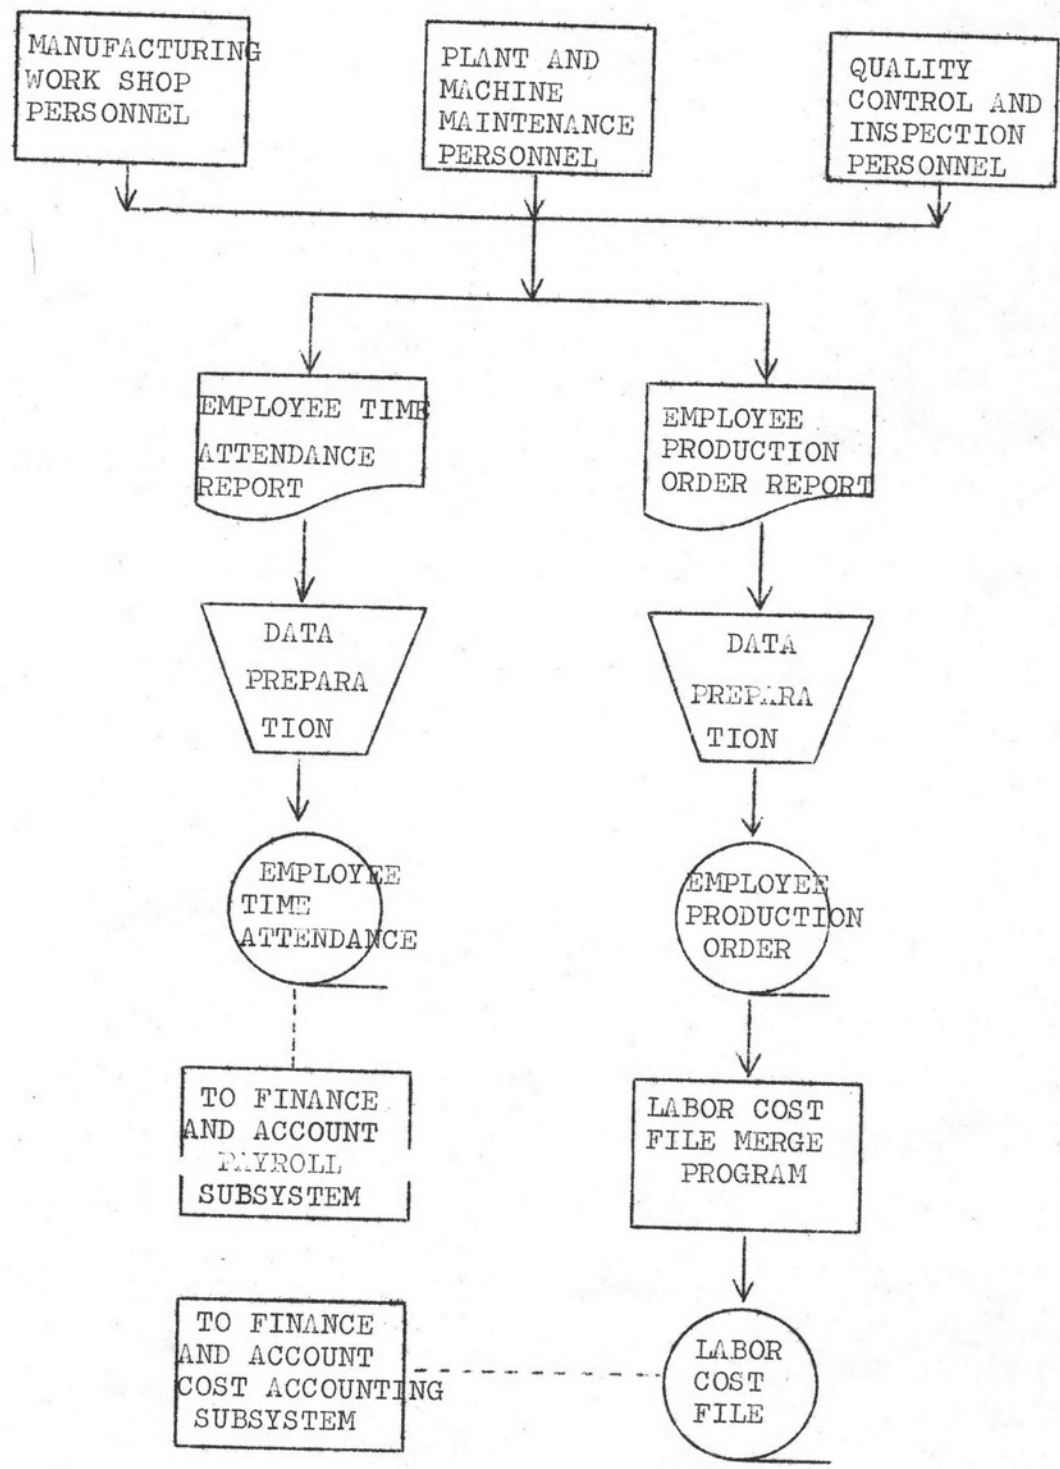 MANUFACTURING
WORK SHOP
PERSONNEL
PLANT AND
MACHINE
MAINTENANCE
PERSONNEL
QUALITY
CONTROL AND
INSPECTION
PERSONNEL
EMPLOYEE TIME
ATTENDANCE
REPORT
EMPLOYEE
PRODUCTION
ORDER REPORT
DATA
PREPARA
TION
DATA
PREPARA
TION
EMPLOYEE
TIME
ATTENDANCE
EMPLOYEE
PRODUCTION
ORDER
TO FINANCE
AND ACCOUNT
PAYROLL
SUBSYSTEM
LABOR COST
FILE MERGE
PROGRAM
TO FINANCE
AND ACCOUNT
COST ACCOUNTING
SUBSYSTEM
LABOR
COST
FILE